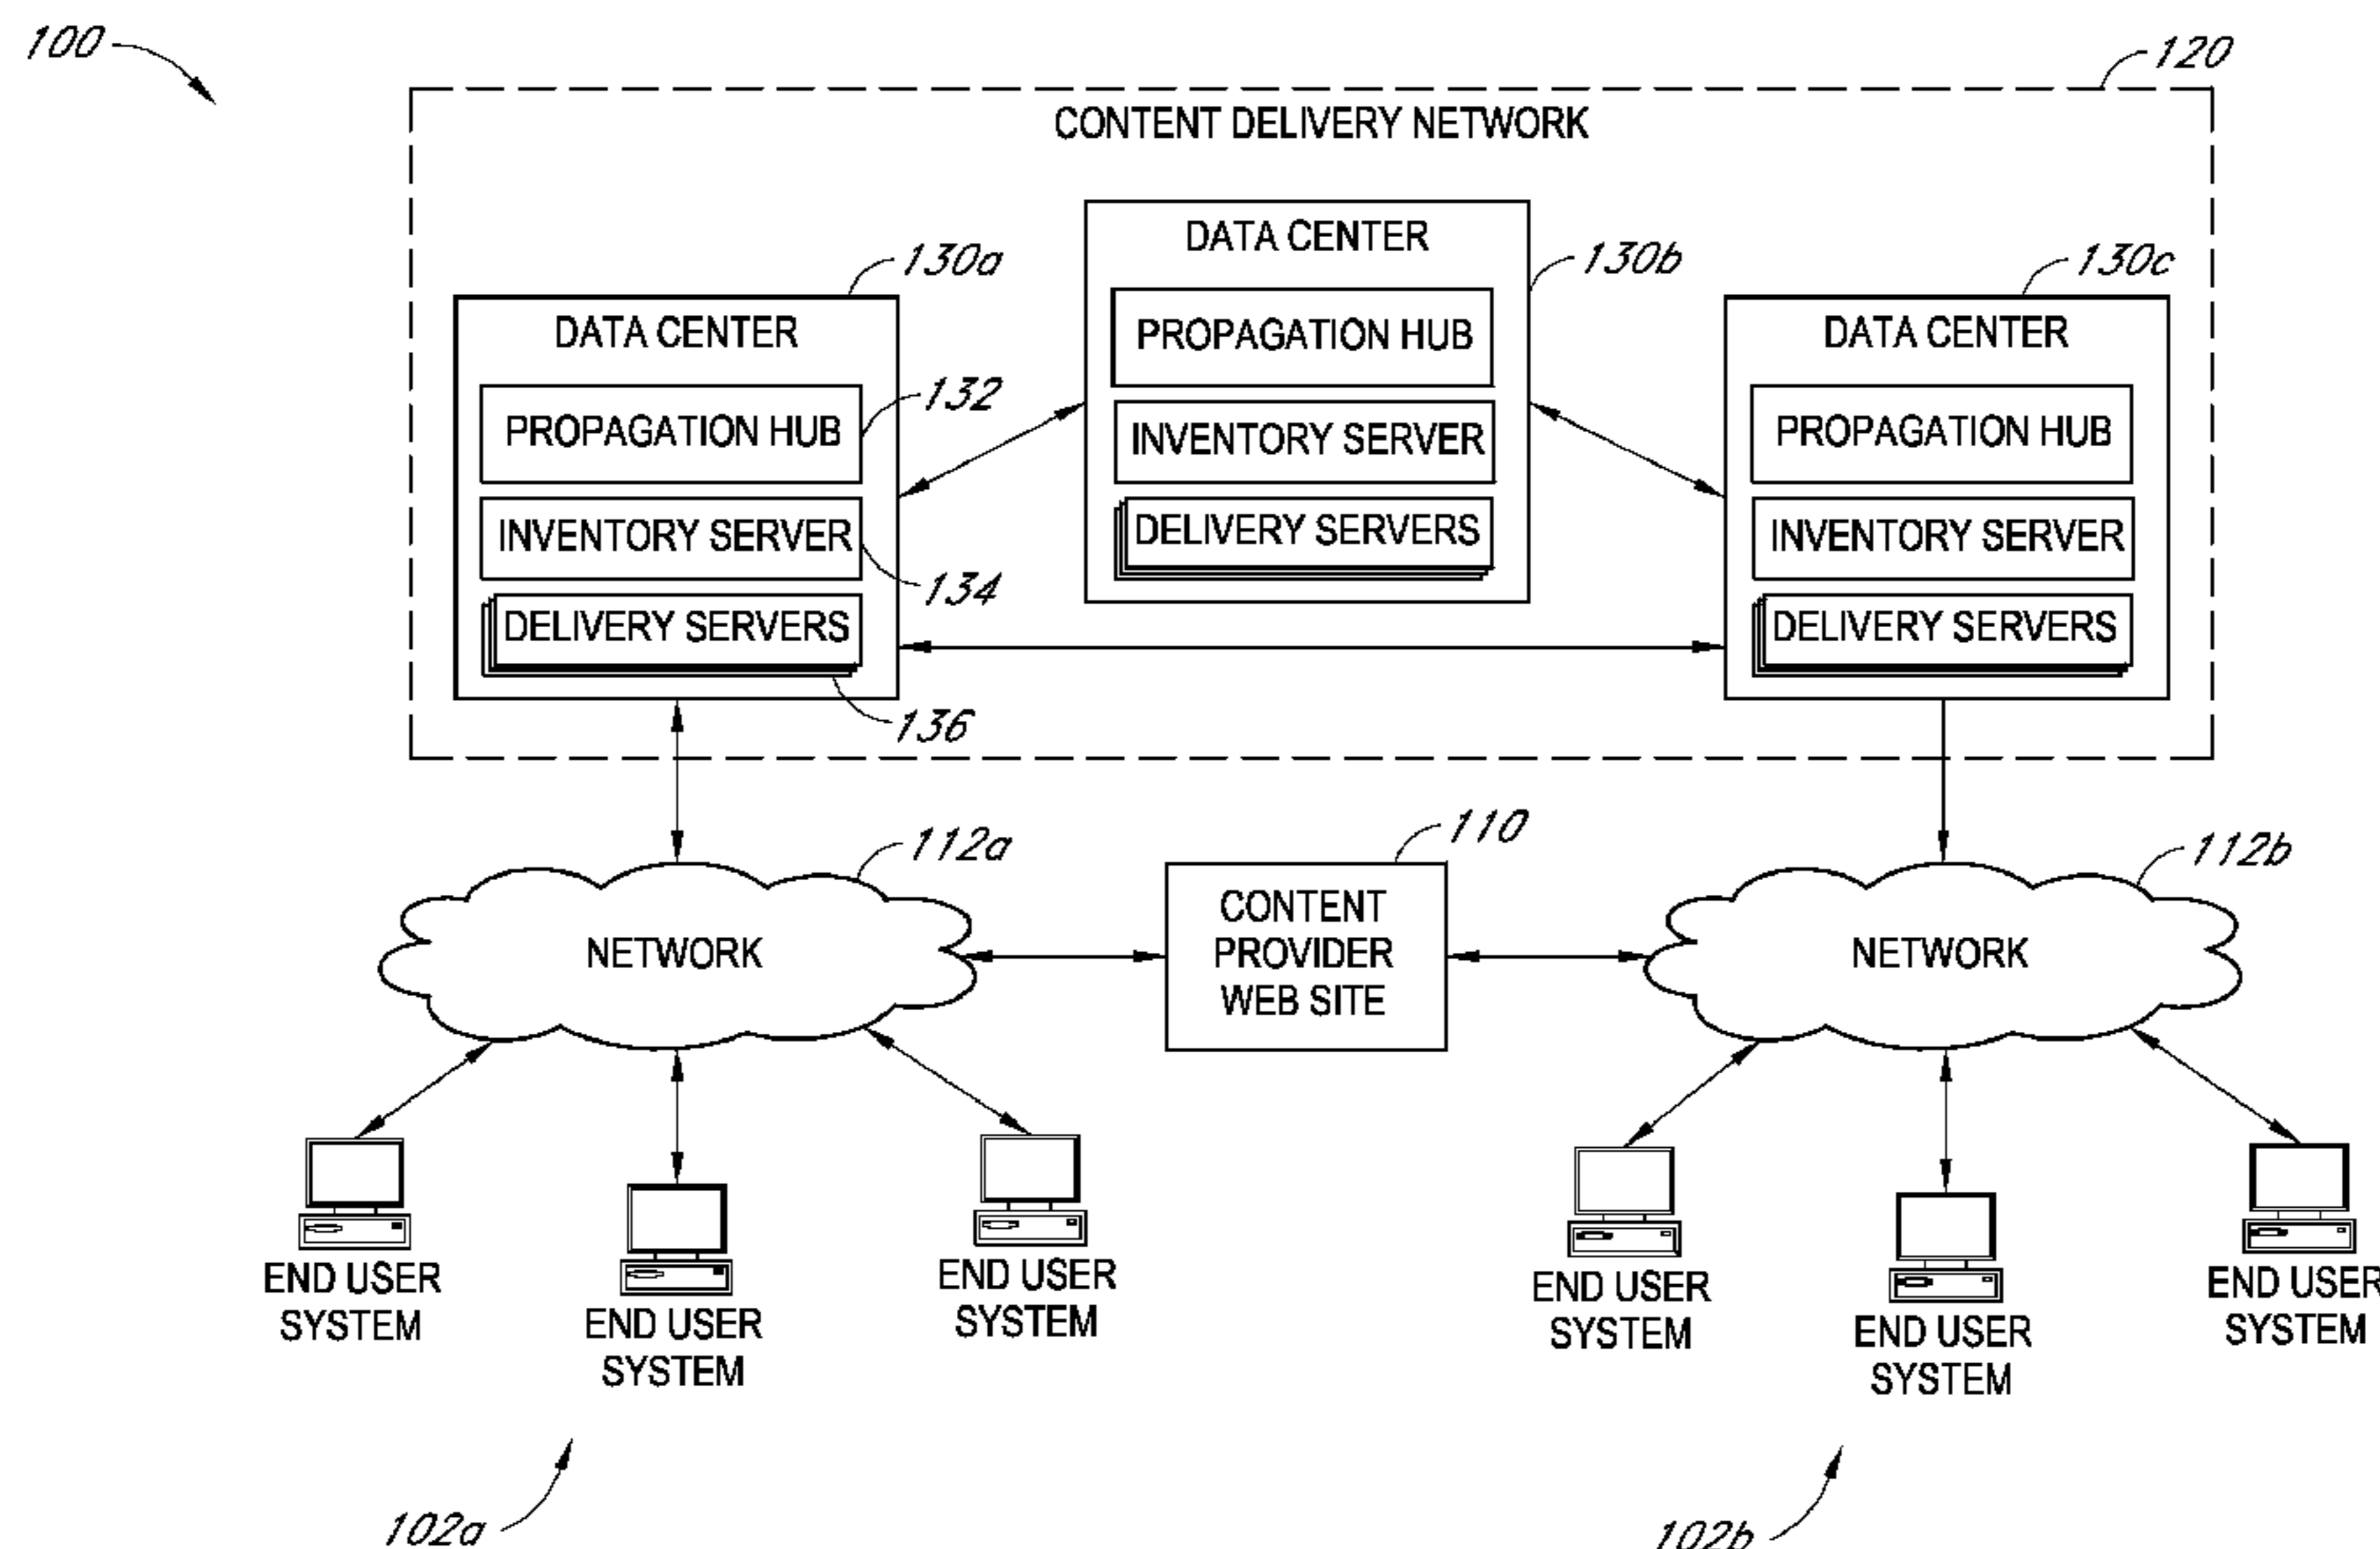 100
120
CONTENT DELIVERY NETWORK
130a
DATA CENTER
PROPAGATION HUB
132
INVENTORY SERVER
134
DELIVERY SERVERS
136
130b
DATA CENTER
PROPAGATION HUB
INVENTORY SERVER
DELIVERY SERVERS
130c
DATA CENTER
PROPAGATION HUB
INVENTORY SERVER
DELIVERY SERVERS
112a
NETWORK
110
CONTENT
PROVIDER
WEB SITE
112b
NETWORK
END USER
SYSTEM
END USER
SYSTEM
END USER
SYSTEM
END USER
SYSTEM
END USER
SYSTEM
END USER
SYSTEM
102a
102b